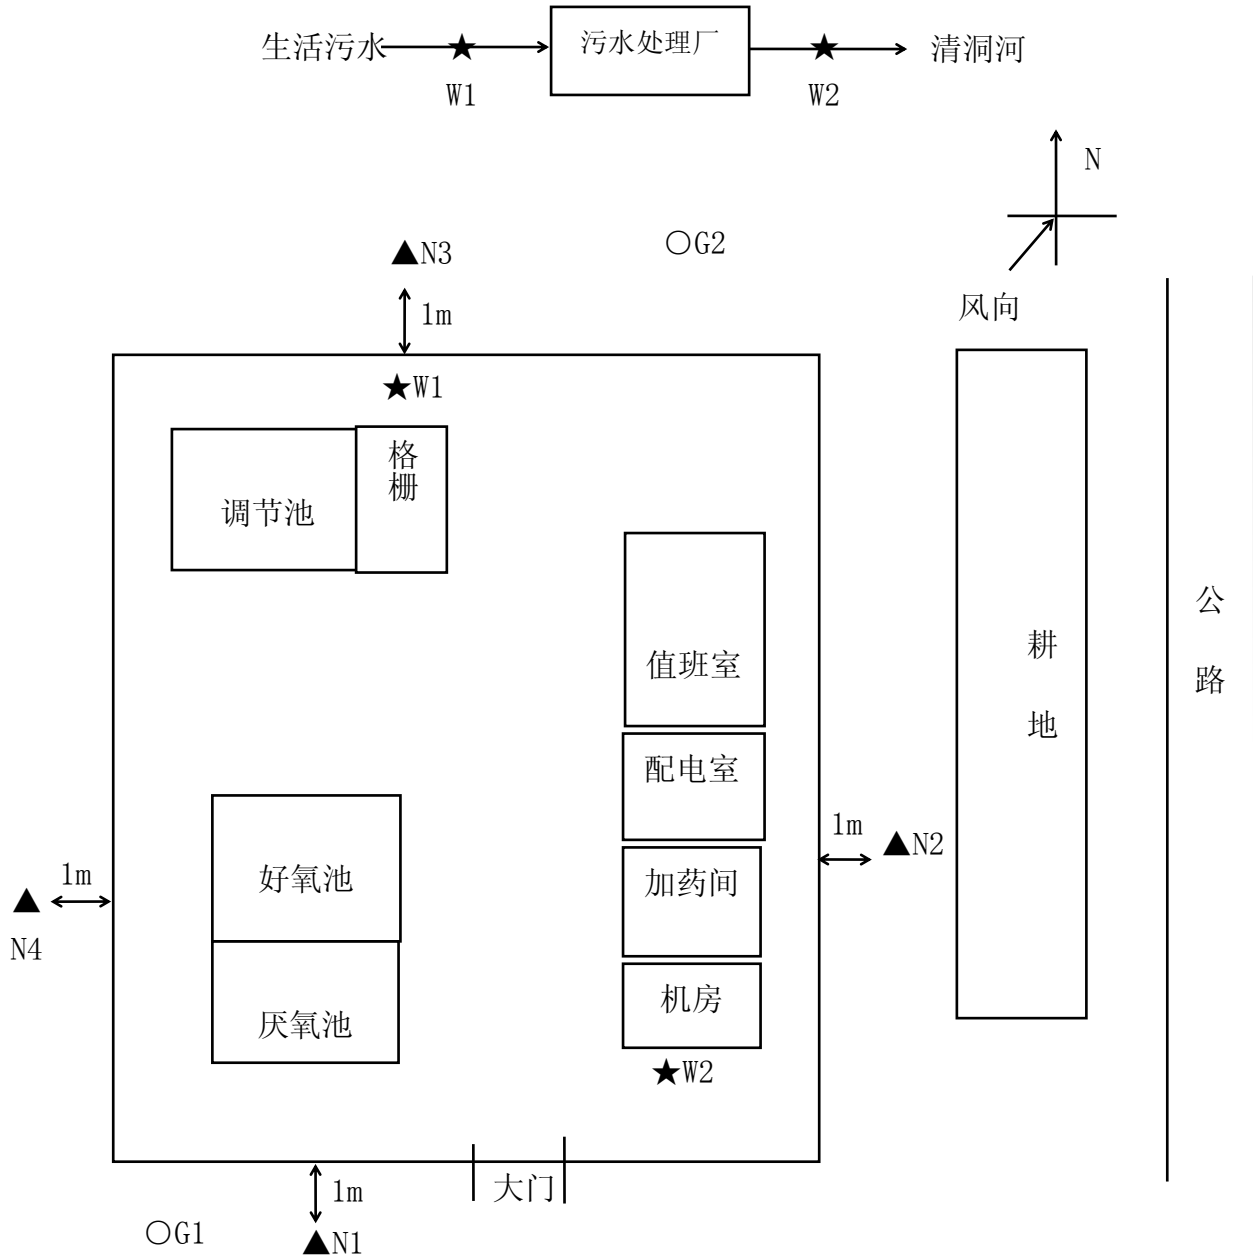 生活污水 ★ 污水处理厂 ★ 清洞河
W1 W2
N
○G2
▲N3
风向
1m
★W1
格栅
调节池
公路
耕地
值班室
配电室
1m
▲N2
加药间
好氧池
1m
▲
N4
机房
厌氧池
★W2
大门
1m
○G1
▲N1